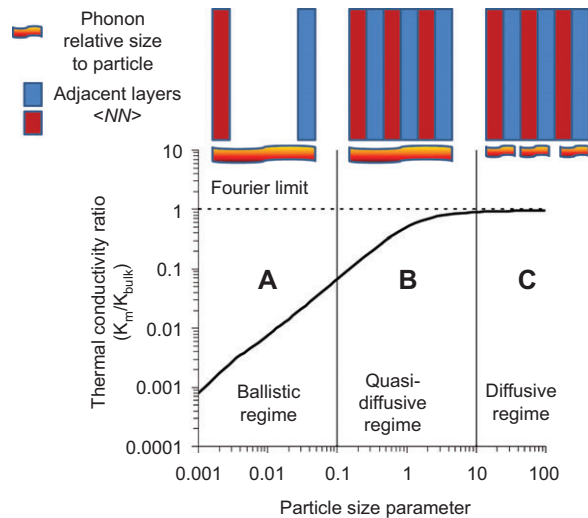 Phonon
relative size
to particle
Adjacent layers
<NN>
Thermal conductivity ratio
(Km/Kbulk)
10
1
0.1
0.01
0.001
0.0001
Fourier limit
A
B
C
Ballistic
regime
Quasi-
diffusive
regime
Diffusive
regime
0.001
0.01
0.1
1
10
100
Particle size parameter